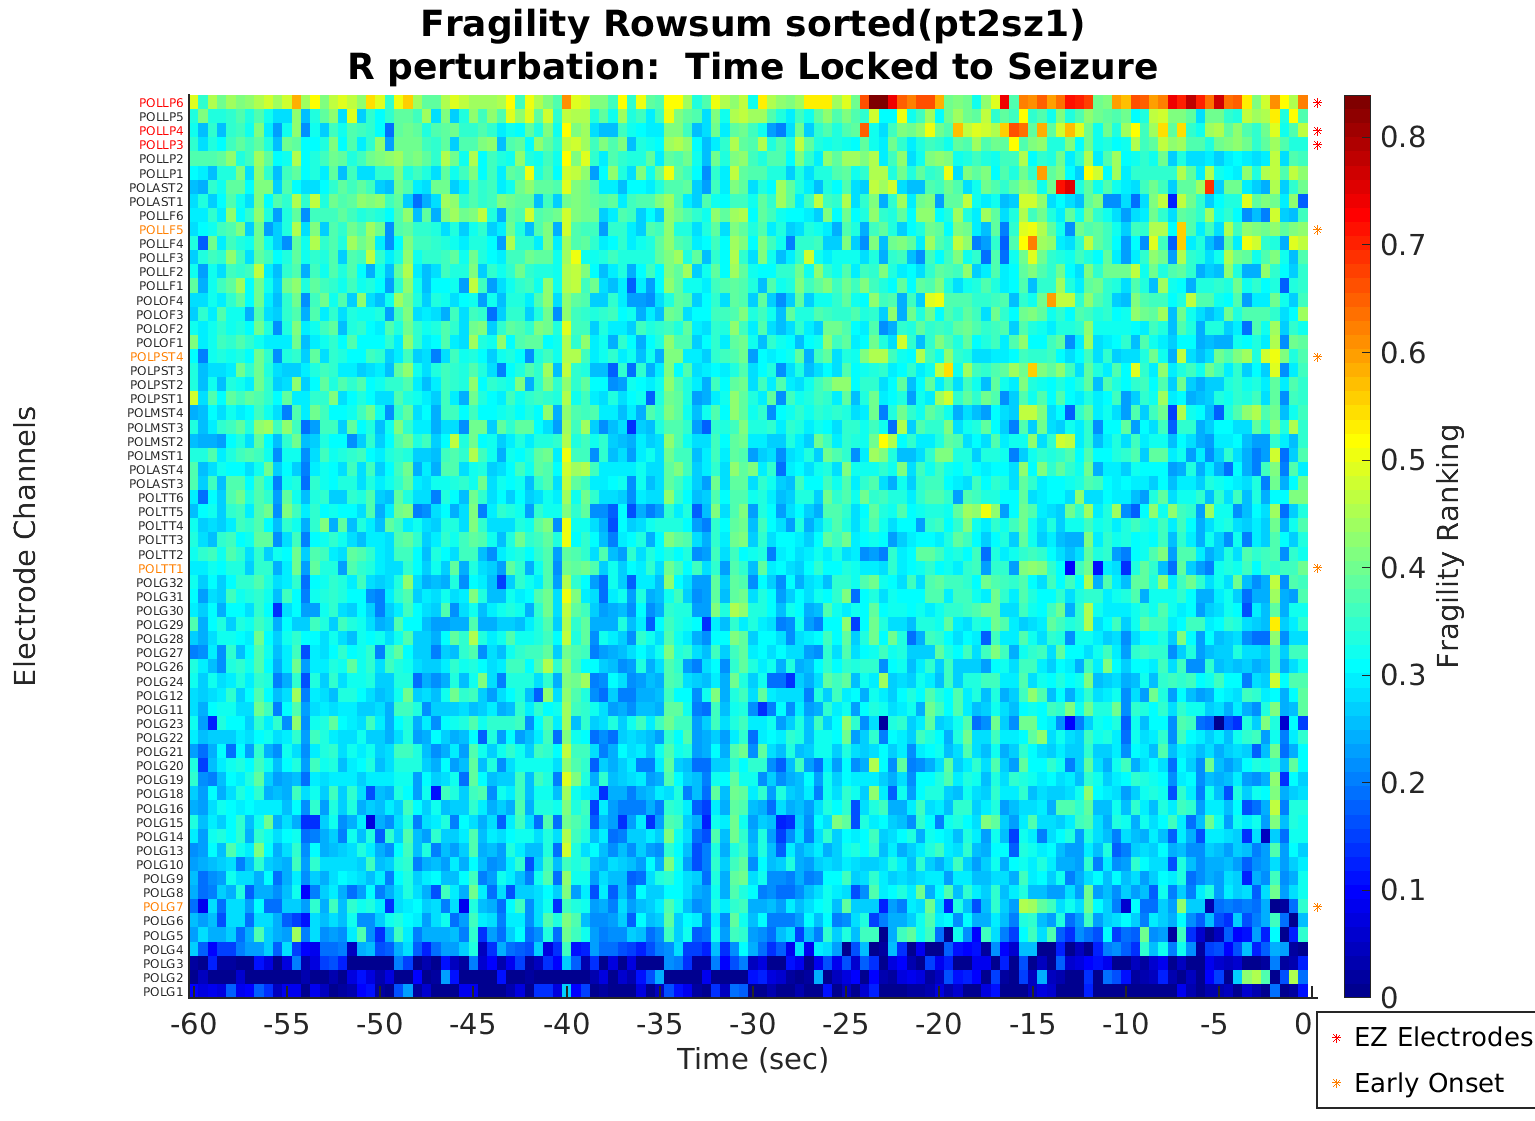 Fragility Rowsum sorted(pt2sz1)
R perturbation:  Time Locked to Seizure
Electrode Channels
POLLP6
POLLP5
POLLP4
POLLP3
POLLP2
POLLP1
POLAST2
POLAST1
POLLF6
POLLF5
POLLF4
POLLF3
POLLF2
POLLF1
POLOF4
POLOF3
POLOF2
POLOF1
POLPST4
POLPST3
POLPST2
POLPST1
POLMST4
POLMST3
POLMST2
POLMST1
POLAST4
POLAST3
POLTT6
POLTT5
POLTT4
POLTT3
POLTT2
POLTT1
POLG32
POLG31
POLG30
POLG29
POLG28
POLG27
POLG26
POLG24
POLG12
POLG11
POLG23
POLG22
POLG21
POLG20
POLG19
POLG18
POLG16
POLG15
POLG14
POLG13
POLG10
POLG9
POLG8
POLG7
POLG6
POLG5
POLG4
POLG3
POLG2
POLG1
-60 -55 -50 -45 -40 -35 -30 -25 -20 -15 -10 -5 0
Time (sec)
0.8
0.7
0.6
0.5
0.4
0.3
0.2
0.1
0
Fragility Ranking
EZ Electrodes
Early Onset